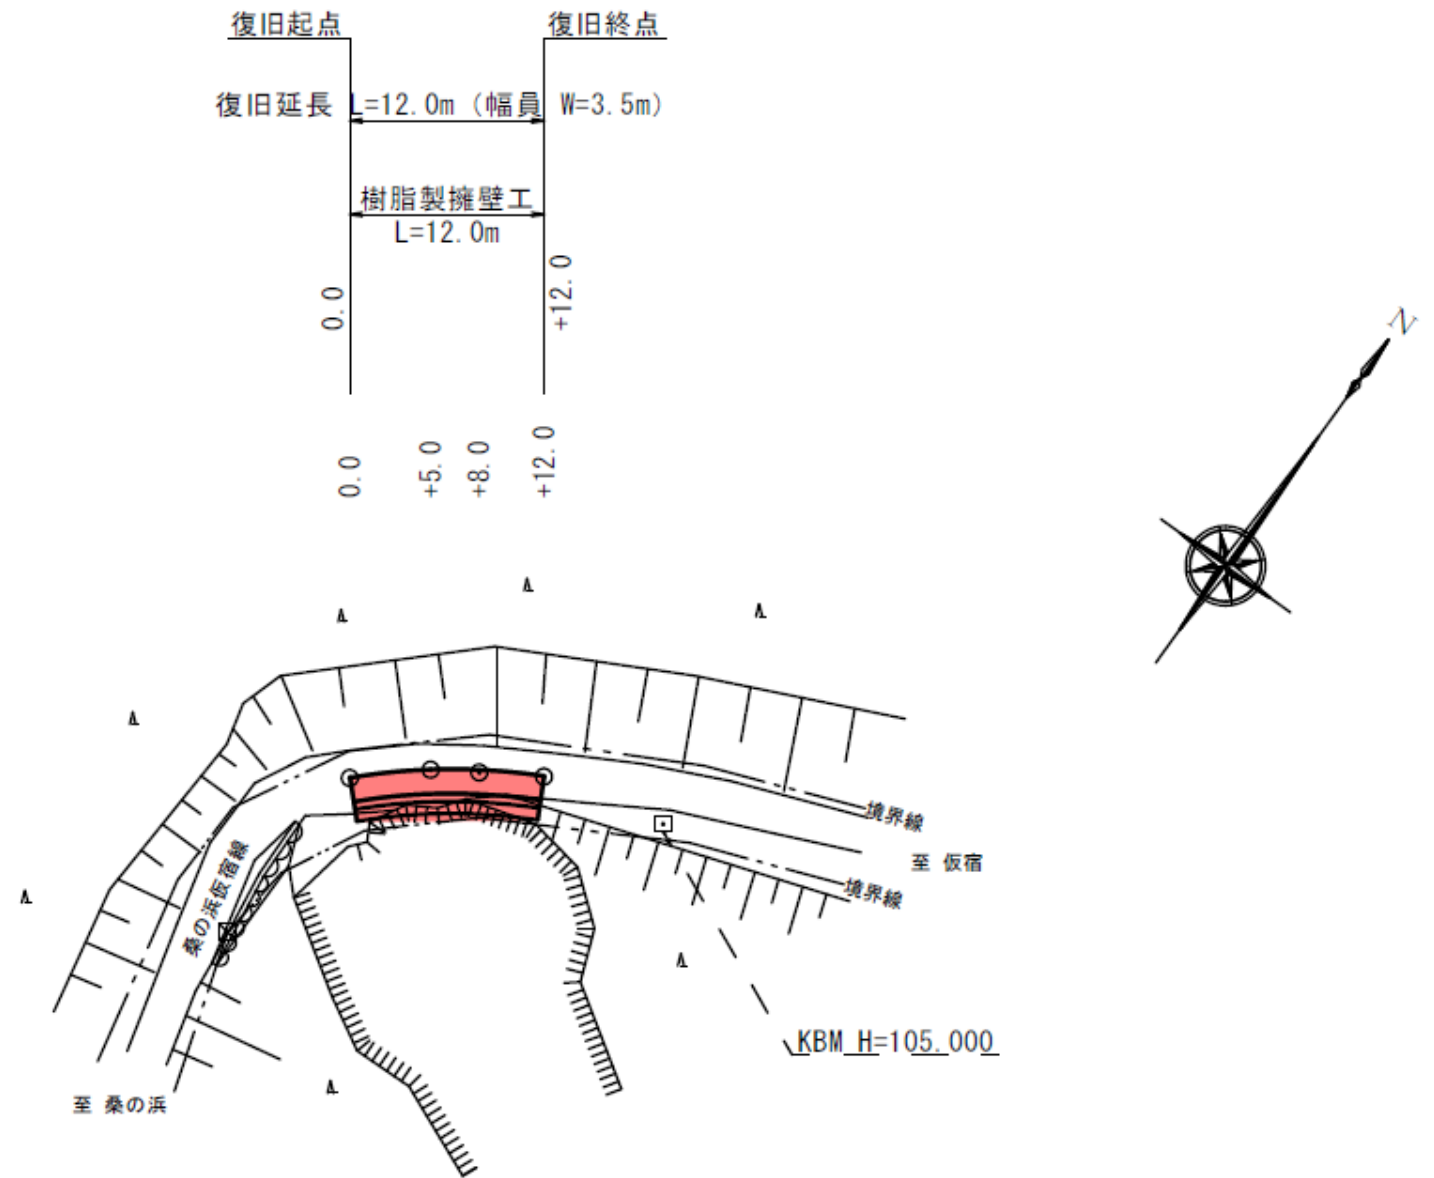 復旧起点
復旧終点
復旧延長 L=12.0m (幅員 W=3.5m)
樹脂製擁壁工
L=12.0m
0.0
+12.0
0.0
+5.0
+8.0
+12.0
N
境界線
至 仮宿
境界線
桑の浜仮宿線
KBM H=105.000
至 桑の浜